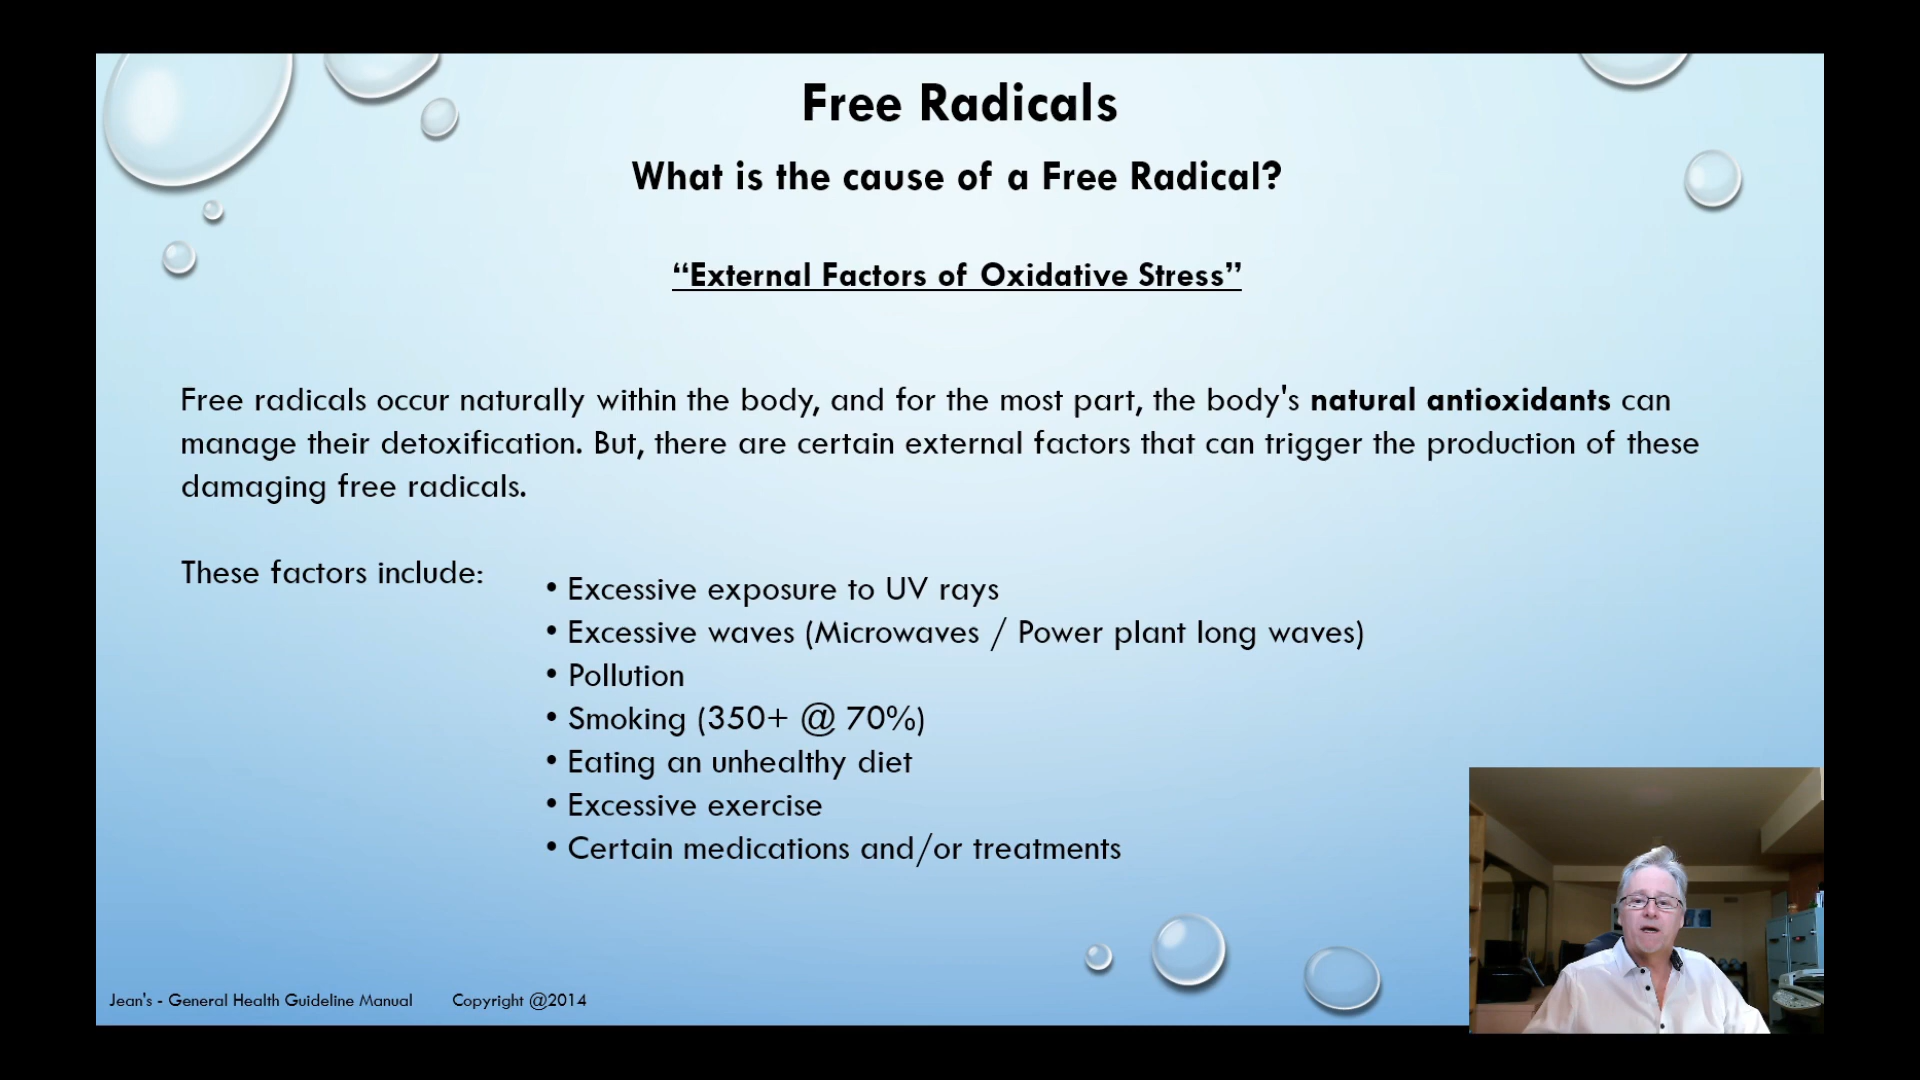 Free Radicals
What is the cause of a Free Radical?
“External Factors of Oxidative Stress”
Free radicals occur naturally within the body, and for the most part, the body's natural antioxidants can
manage their detoxification. But, there are certain external factors that can trigger the production of these
damaging free radicals.
These factors include:
• Excessive exposure to UV rays
• Excessive waves (Microwaves / Power plant long waves)
• Pollution
• Smoking (350+ @ 70%)
• Eating an unhealthy diet
• Excessive exercise
• Certain medications and/or treatments
Jean's - General Health Guideline Manual Copyright @2014